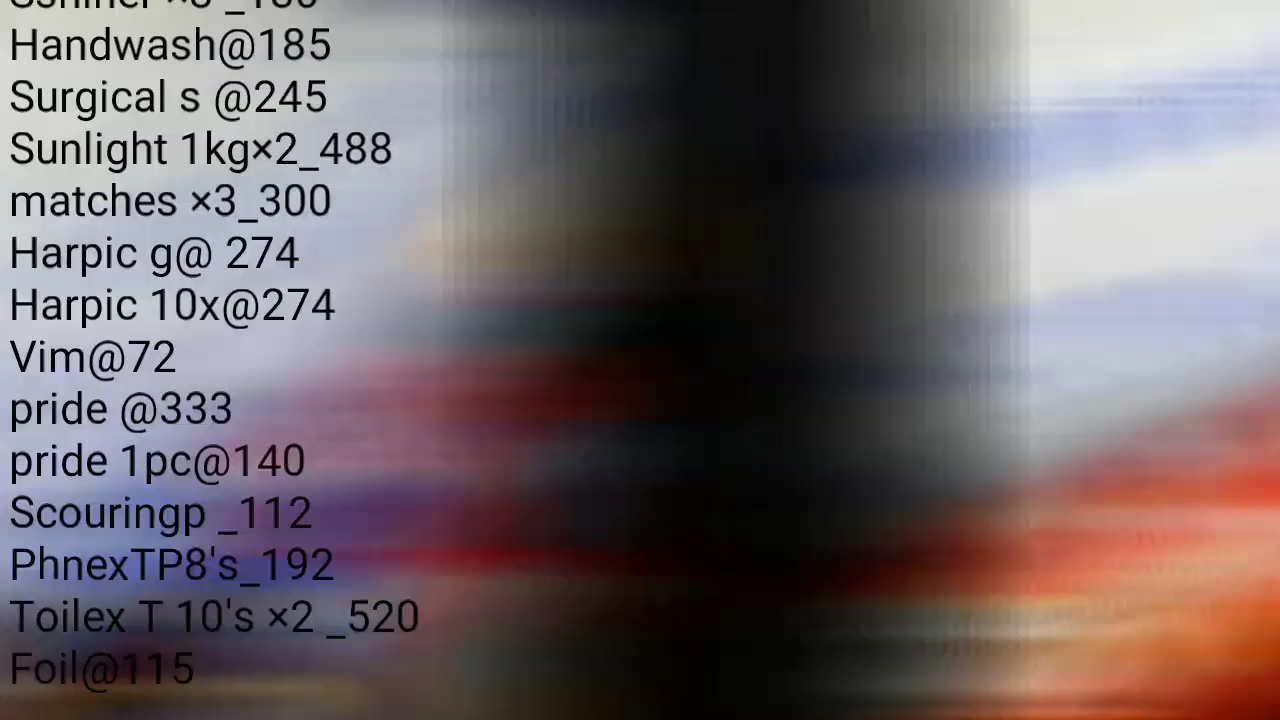 Handwash@185
Surgical s @245
Sunlight 1kg×2_488
matches ×3_300
Harpic g@ 274
Harpic 10x@274
Vim@72
pride @333
pride 1pc@140
Scouringp _112
PhnexTP8's_192
Toilex T 10's ×2 _520
Foil@115